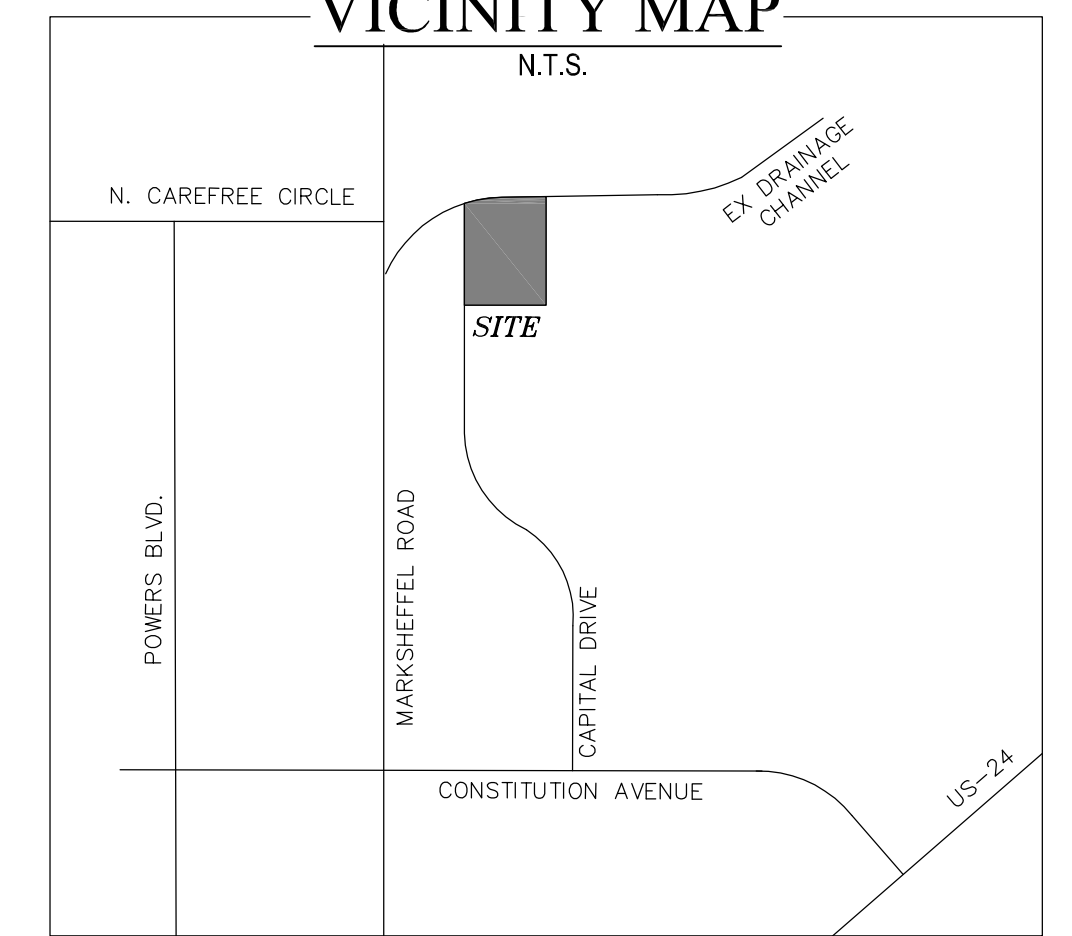 VICINITY MAP
N.T.S.
EX DRAINAGE
CHANNEL
N. CAREFREE CIRCLE
SITE
POWERS BLVD.
MARKSHEFFEL ROAD
CAPITAL DRIVE
CONSTITUTION AVENUE
US-24